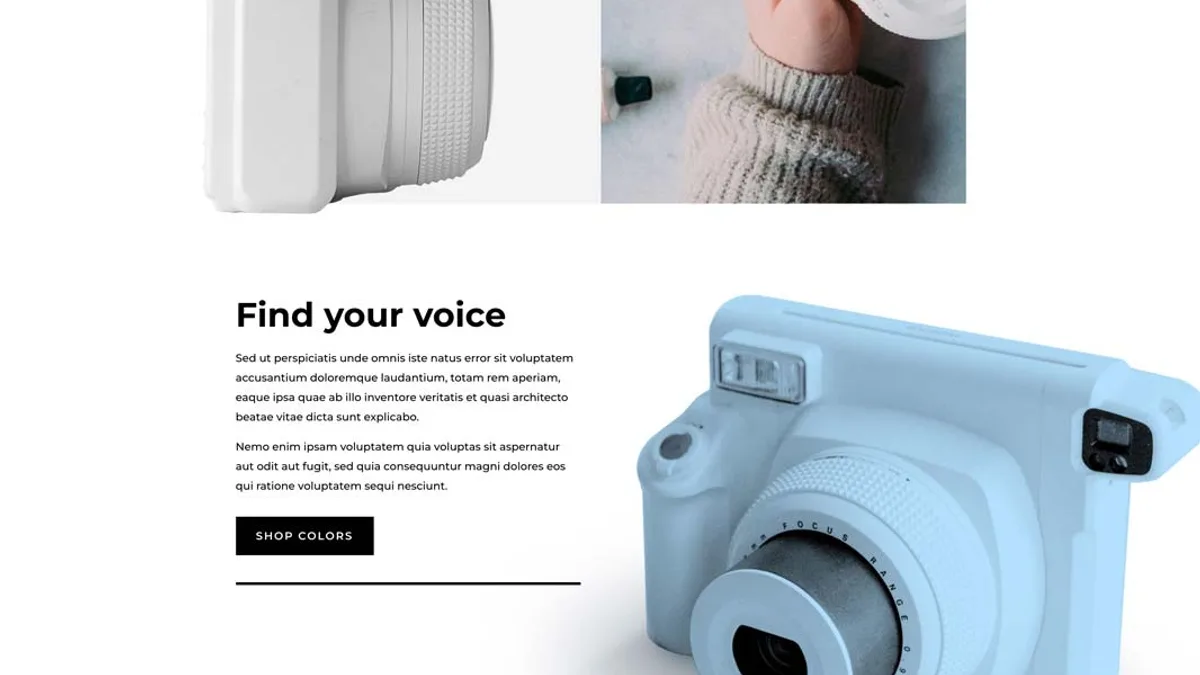 Find your voice
Sed ut perspiciatis unde omnis iste natus error sit voluptatem
accusantium doloremque laudantium, totam rem aperiam,
eaque ipsa quae ab illo inventore veritatis et quasi architecto
beatae vitae dicta sunt explicabo.
Nemo enim ipsam voluptatem quia voluptas sit aspernatur
aut odit aut fugit, sed quia consequuntur magni dolores eos
qui ratione voluptatem sequi nesciunt.
SHOP COLORS
FOCUS RANGE